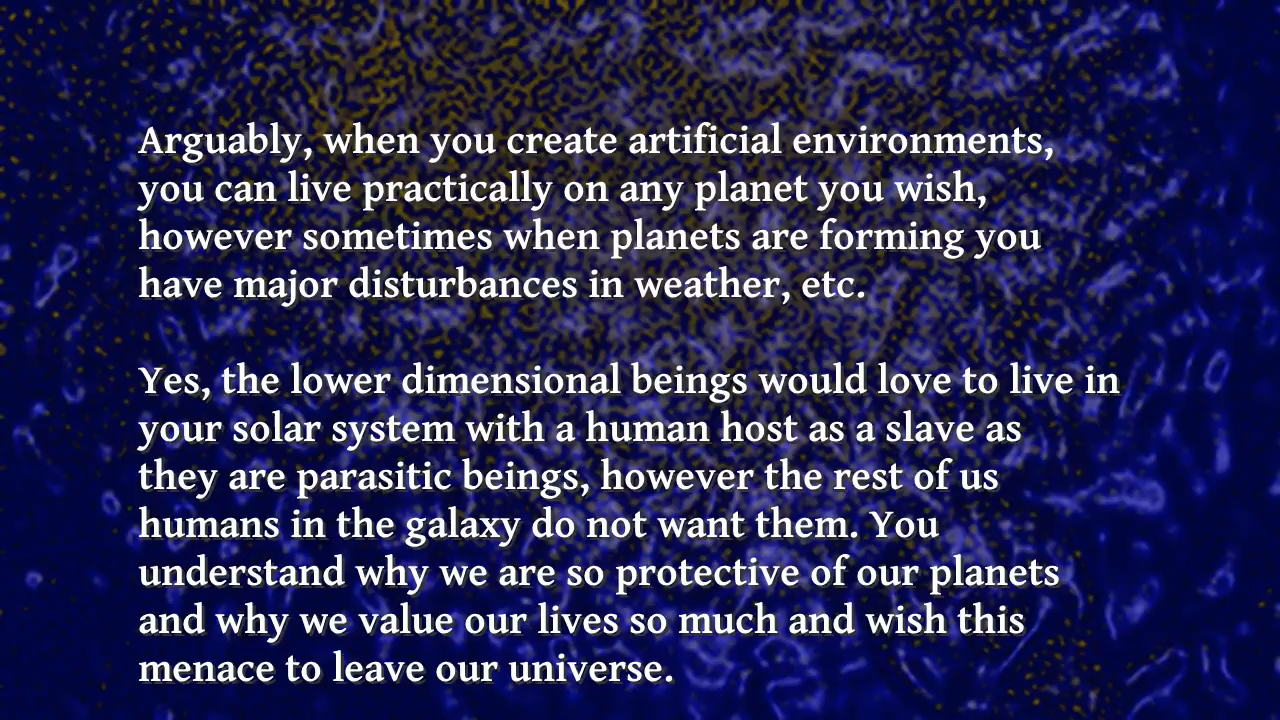 Arguably, when you create artificial environments,
you can live practically on any planet you wish,
however sometimes when planets are forming you
have major disturbances in weather, etc.
Yes, the lower dimensional beings would love to live in
your solar system with a human host as a slave as
they are parasitic beings, however the rest of us
humans in the galaxy do not want them. You
understand why we are so protective of our planets
and why we value our lives so much and wish this
menace to leave our universe.